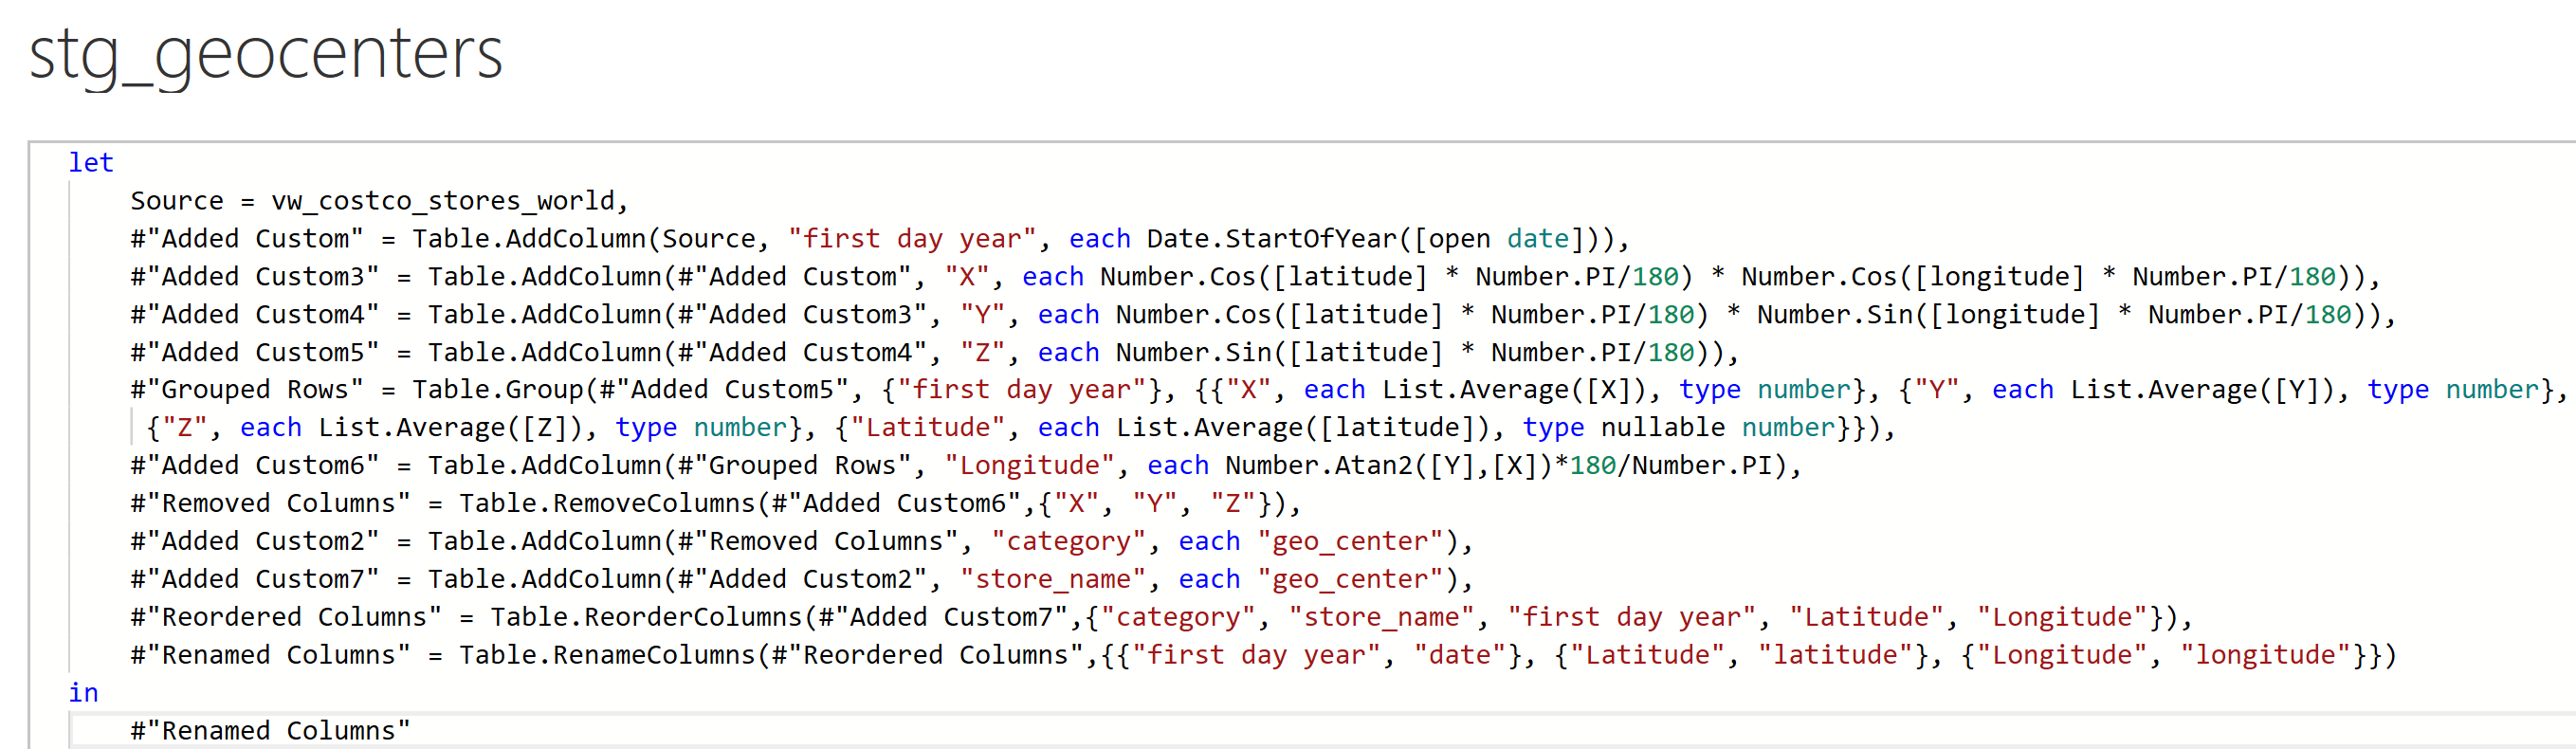 stg_geocenters
let
Source = vw_costco_stores_world,
#"Added Custom" = Table.AddColumn(Source, "first day year", each Date.StartOfYear([open date])),
#"Added Custom3" = Table.AddColumn(#"Added Custom", "X", each Number.Cos([latitude] * Number.PI/180) * Number.Cos([longitude] * Number.PI/180)),
#"Added Custom4" = Table.AddColumn(#"Added Custom3", "Y", each Number.Cos([latitude] * Number.PI/180) * Number.Sin([longitude] * Number.PI/180)),
#"Added Custom5" = Table.AddColumn(#"Added Custom4", "Z", each Number.Sin([latitude] * Number.PI/180)),
#"Grouped Rows" = Table.Group(#"Added Custom5", {"first day year"}, {{"X", each List.Average([X]), type number}, {"Y", each List.Average([Y]), type number},
{"Z", each List.Average([Z]), type number}, {"Latitude", each List.Average([latitude]), type nullable number}}),
#"Added Custom6" = Table.AddColumn(#"Grouped Rows", "Longitude", each Number.Atan2([Y],[X])*180/Number.PI),
#"Removed Columns" = Table.RemoveColumns(#"Added Custom6",{"X", "Y", "Z"}),
#"Added Custom2" = Table.AddColumn(#"Removed Columns", "category", each "geo_center"),
#"Added Custom7" = Table.AddColumn(#"Added Custom2", "store_name", each "geo_center"),
#"Reordered Columns" = Table.ReorderColumns(#"Added Custom7",{"category", "store_name", "first day year", "Latitude", "Longitude"}),
#"Renamed Columns" = Table.RenameColumns(#"Reordered Columns",{{"first day year", "date"}, {"Latitude", "latitude"}, {"Longitude", "longitude"}})
in
#"Renamed Columns"